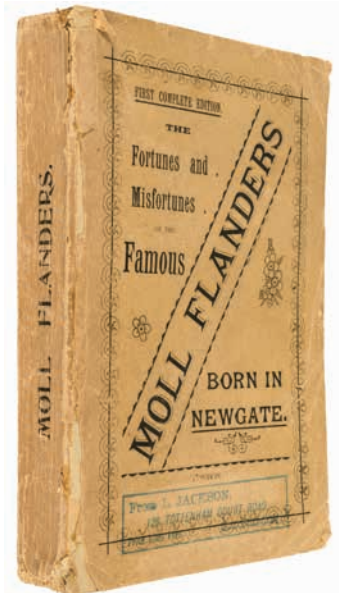 MOLL FLANDERS.
FIRST COMPLETE EDITION.
THE
Fortunes and
Misfortunes
OF THE
Famous
MOLL FLANDERS
BORN IN
NEWGATE.
From L. JACKSON,
TOTTENHAM COURT ROAD